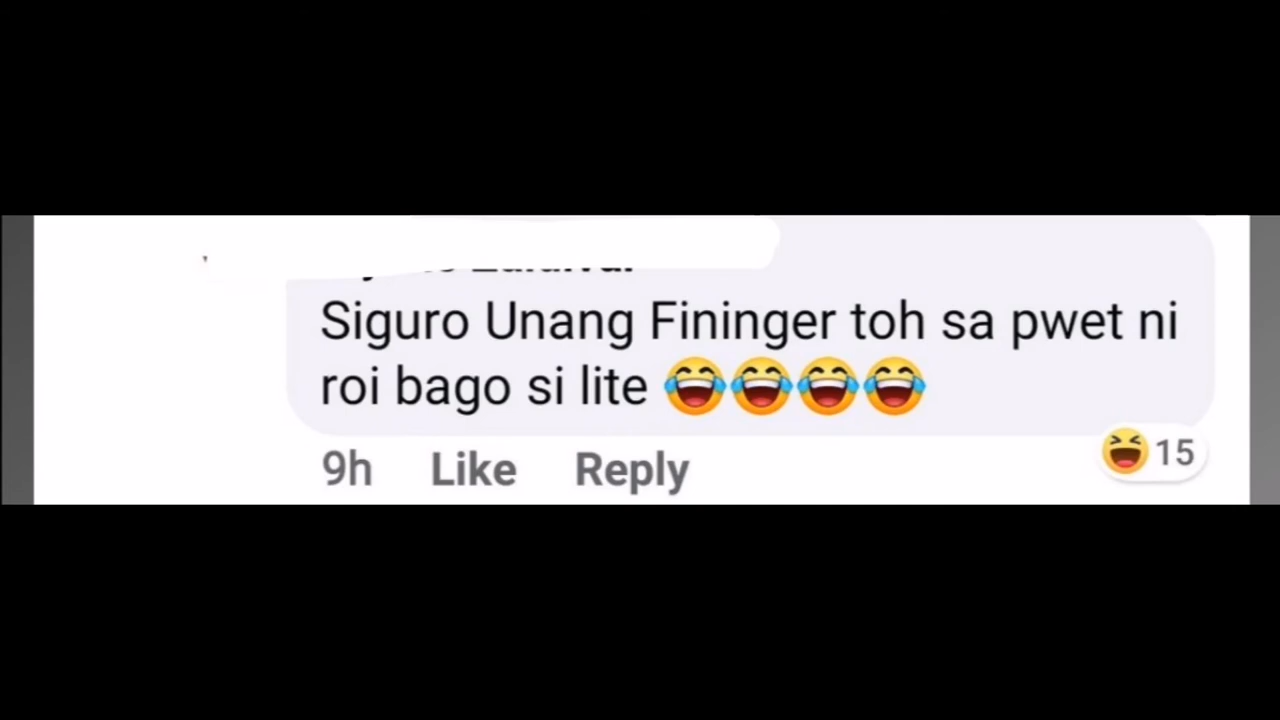 Siguro Unang Fininger toh sa pwet ni
roi bago si lite 😂😂😂😂
9h Like Reply
15